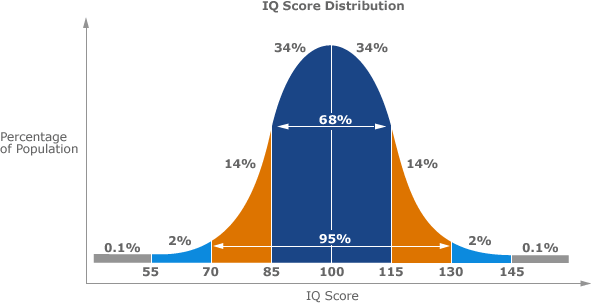 IQ Score Distribution
34% 34%
68%
Percentage
of Population
14% 14%
95%
0.1% 2% 2% 0.1%
55 70 85 100 115 130 145
IQ Score